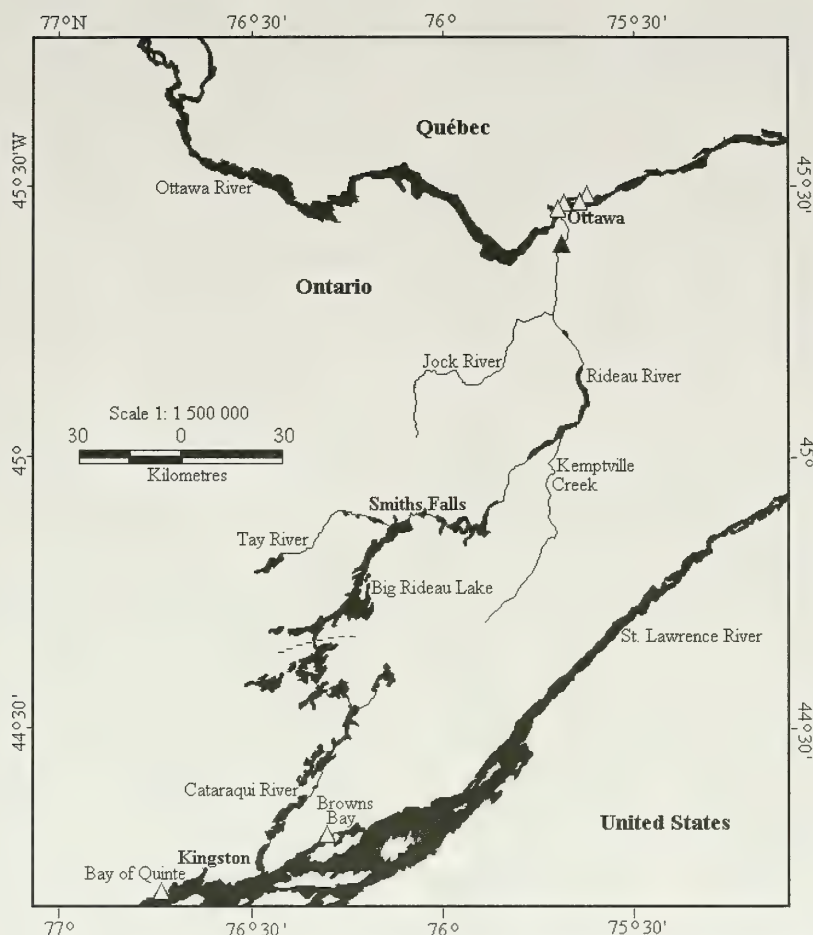 77°N
76°30'
76°
75°30'
Québec
45°30'W
45°30'
Ottawa River
Ottawa
Ontario
Jock River
Rideau River
Scale 1: 1 500 000
30 0 30
Kilometres
45°
45°
Kemptville
Creek
Smiths Falls
Tay River
Big Rideau Lake
St. Lawrence River
44°30'
44°30'
Cataraqui River
Browns
Bay
United States
Kingston
Bay of Quinte
77°
76°30'
76°
75°30'